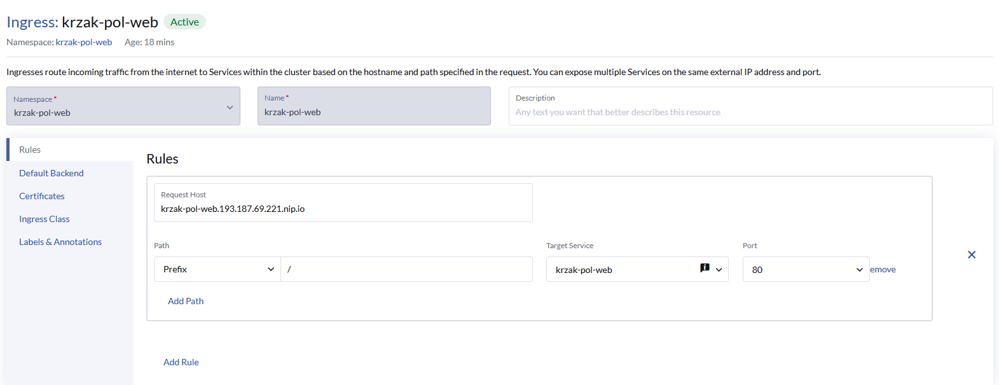 Ingress: krzak-pol-web Active
Namespace: krzak-pol-web Age: 18 mins
Ingresses route incoming traffic from the internet to Services within the cluster based on the hostname and path specified in the request. You can expose multiple Services on the same external IP address and port.
Namespace *
krzak-pol-web
Name *
krzak-pol-web
Description
Any text you want that better describes this resource
Rules
Default Backend
Certificates
Ingress Class
Labels & Annotations
Rules
Request Host
krzak-pol-web.193.187.69.221.nip.io
Path Target Service Port
Prefix / krzak-pol-web 80 emove
Add Path
Add Rule